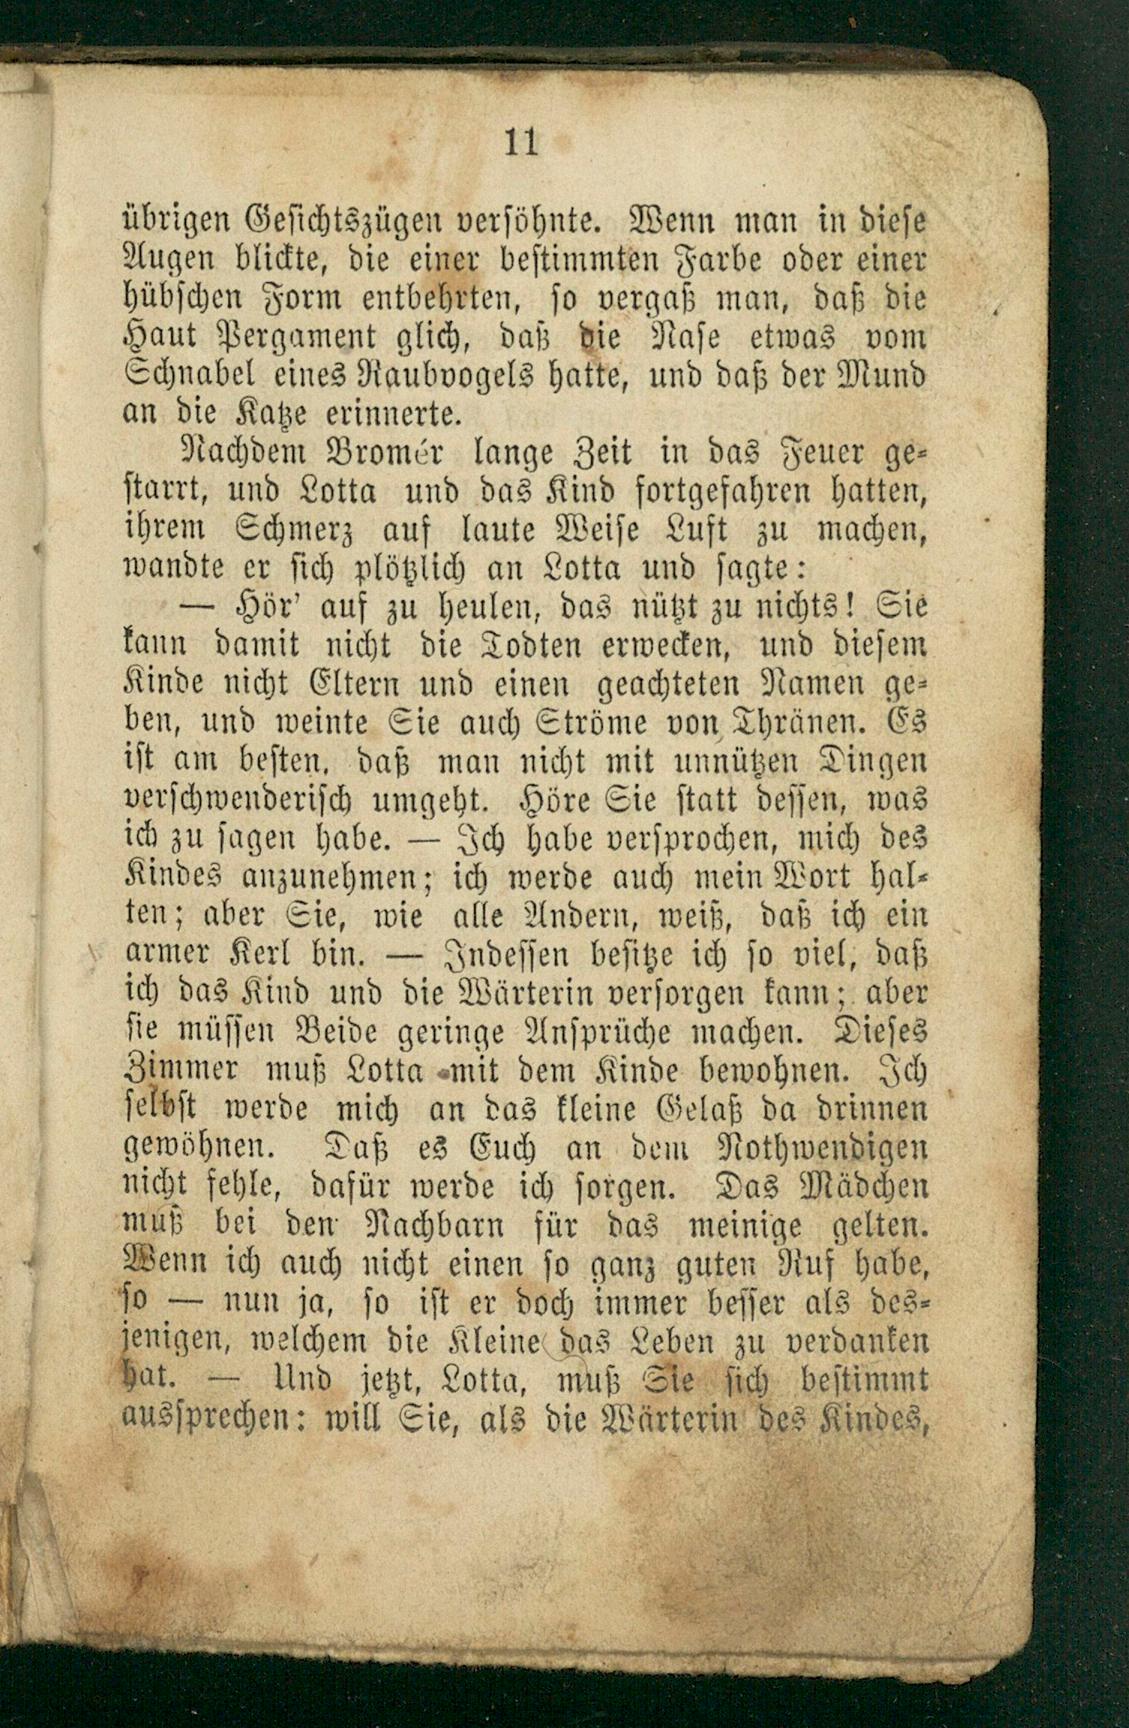 11
übrigen Gesichtszügen versöhnte. Wenn man in diese
Augen blickte, die einer bestimmten Farbe oder einer
hübschen Form entbehrten, so vergaß man, daß die
Haut Pergament glich, daß die Nase etwas vom
Schnabel eines Raubvogels hatte, und daß der Mund
an die Katze erinnerte.
Nachdem Bromér lange Zeit in das Feuer ge-
starrt, und Lotta und das Kind fortgefahren hatten,
ihrem Schmerz auf laute Weise Luft zu machen,
wandte er sich plötzlich an Lotta und sagte:
— Hör' auf zu heulen, das nützt zu nichts! Sie
kann damit nicht die Todten erwecken, und diesem
Kinde nicht Eltern und einen geachteten Namen ge-
ben, und weinte Sie auch Ströme von Thränen. Es
ist am besten, daß man nicht mit unnützen Dingen
verschwenderisch umgeht. Höre Sie statt dessen, was
ich zu sagen habe. — Ich habe versprochen, mich des
Kindes anzunehmen; ich werde auch mein Wort hal-
ten; aber Sie, wie alle Andern, weiß, daß ich ein
armer Kerl bin. — Indessen besitze ich so viel, daß
ich das Kind und die Wärterin versorgen kann; aber
sie müssen Beide geringe Ansprüche machen. Dieses
Zimmer muß Lotta mit dem Kinde bewohnen. Ich
selbst werde mich an das kleine Gelaß da drinnen
gewöhnen. Daß es Euch an dem Nothwendigen
nicht fehle, dafür werde ich sorgen. Das Mädchen
muß bei den Nachbarn für das meinige gelten.
Wenn ich auch nicht einen so ganz guten Ruf habe,
so — nun ja, so ist er doch immer besser als des-
jenigen, welchem die Kleine das Leben zu verdanken
hat. — Und jetzt, Lotta, muß Sie sich bestimmt
aussprechen: will Sie, als die Wärterin des Kindes,